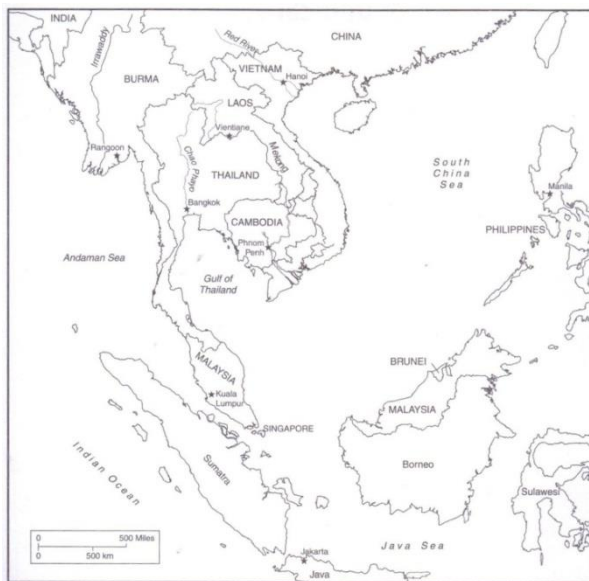 INDIA
CHINA
Irrawaddy
Red River
VIETNAM
Hanoi
BURMA
LAOS
Vientiane
Rangoon
Chao Phayo
Mekong
THAILAND
South
China
Sea
Manila
Bangkok
CAMBODIA
PHILIPPINES
Phnom
Penh
Andaman Sea
Gulf of
Thailand
BRUNEI
MALAYSIA
Kuala
Lumpur
MALAYSIA
SINGAPORE
Borneo
Sumatra
Indian Ocean
Sulawesi
0 500 Miles
0 500 km
Java Sea
Jakarta
Java